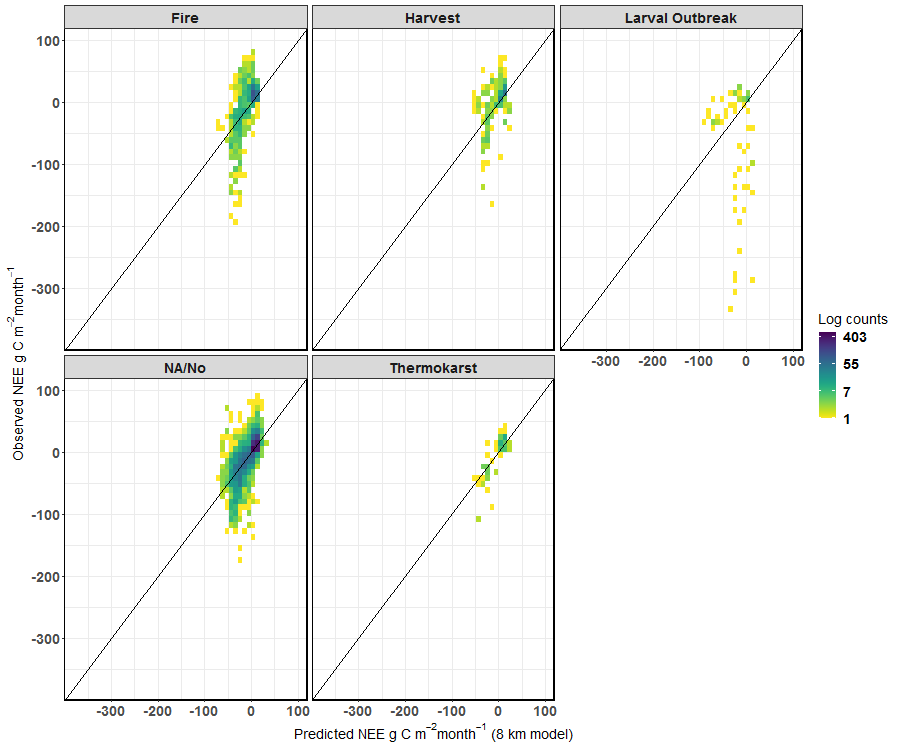 Fire
Harvest
Larval Outbreak
100
0
-100
-200
-300
-300 -200 -100 0 100
NA/No
Thermokarst
100
0
-100
-200
-300
-300 -200 -100 0 100
-300 -200 -100 0 100
Observed NEE g C m⁻² month⁻¹
Predicted NEE g C m⁻² month⁻¹ (8 km model)
Log counts
403
55
7
1